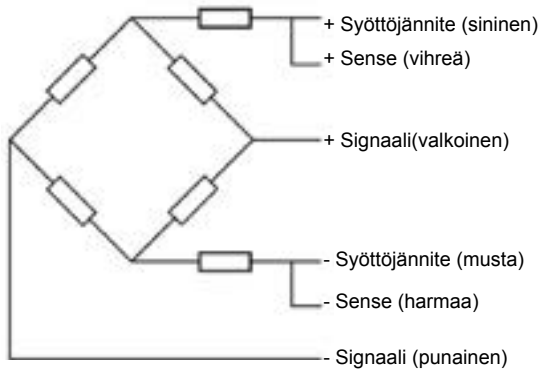 + Syöttöjännite (sininen)
+ Sense (vihreä)
+ Signaali(valkoinen)
- Syöttöjännite (musta)
- Sense (harmaa)
- Signaali (punainen)